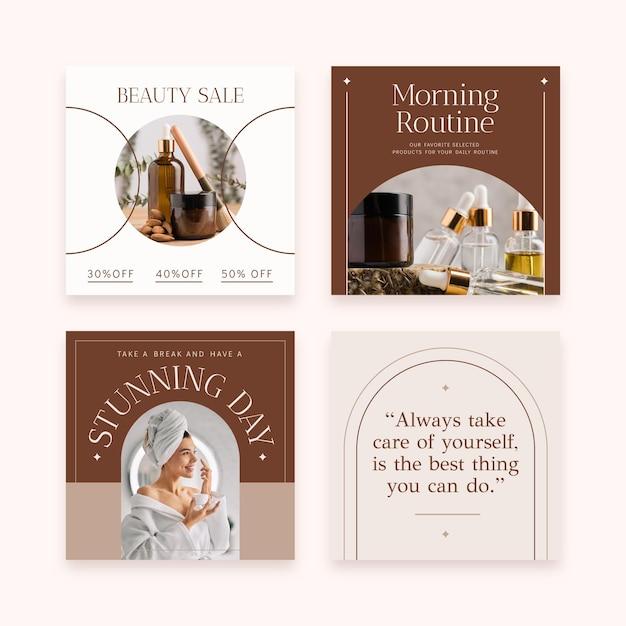 BEAUTY SALE
30%OFF 40%OFF 50% OFF
Morning
Routine
OUR FAVORITE SELECTED
PRODUCTS FOR YOUR DAILY ROUTINE
TAKE A BREAK AND HAVE A
STUNNING DAY
“Always take
care of yourself,
is the best thing
you can do.”